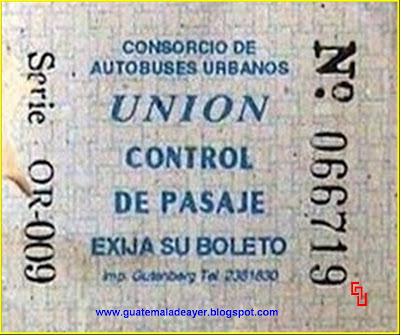 Serie OR-009
CONSORCIO DE
AUTOBUSES URBANOS
UNION
CONTROL
DE PASAJE
EXIJA SU BOLETO
Imp. Gutenberg Tel. 2381830
Nº 066719
www.guatemaladeayer.blogspot.com